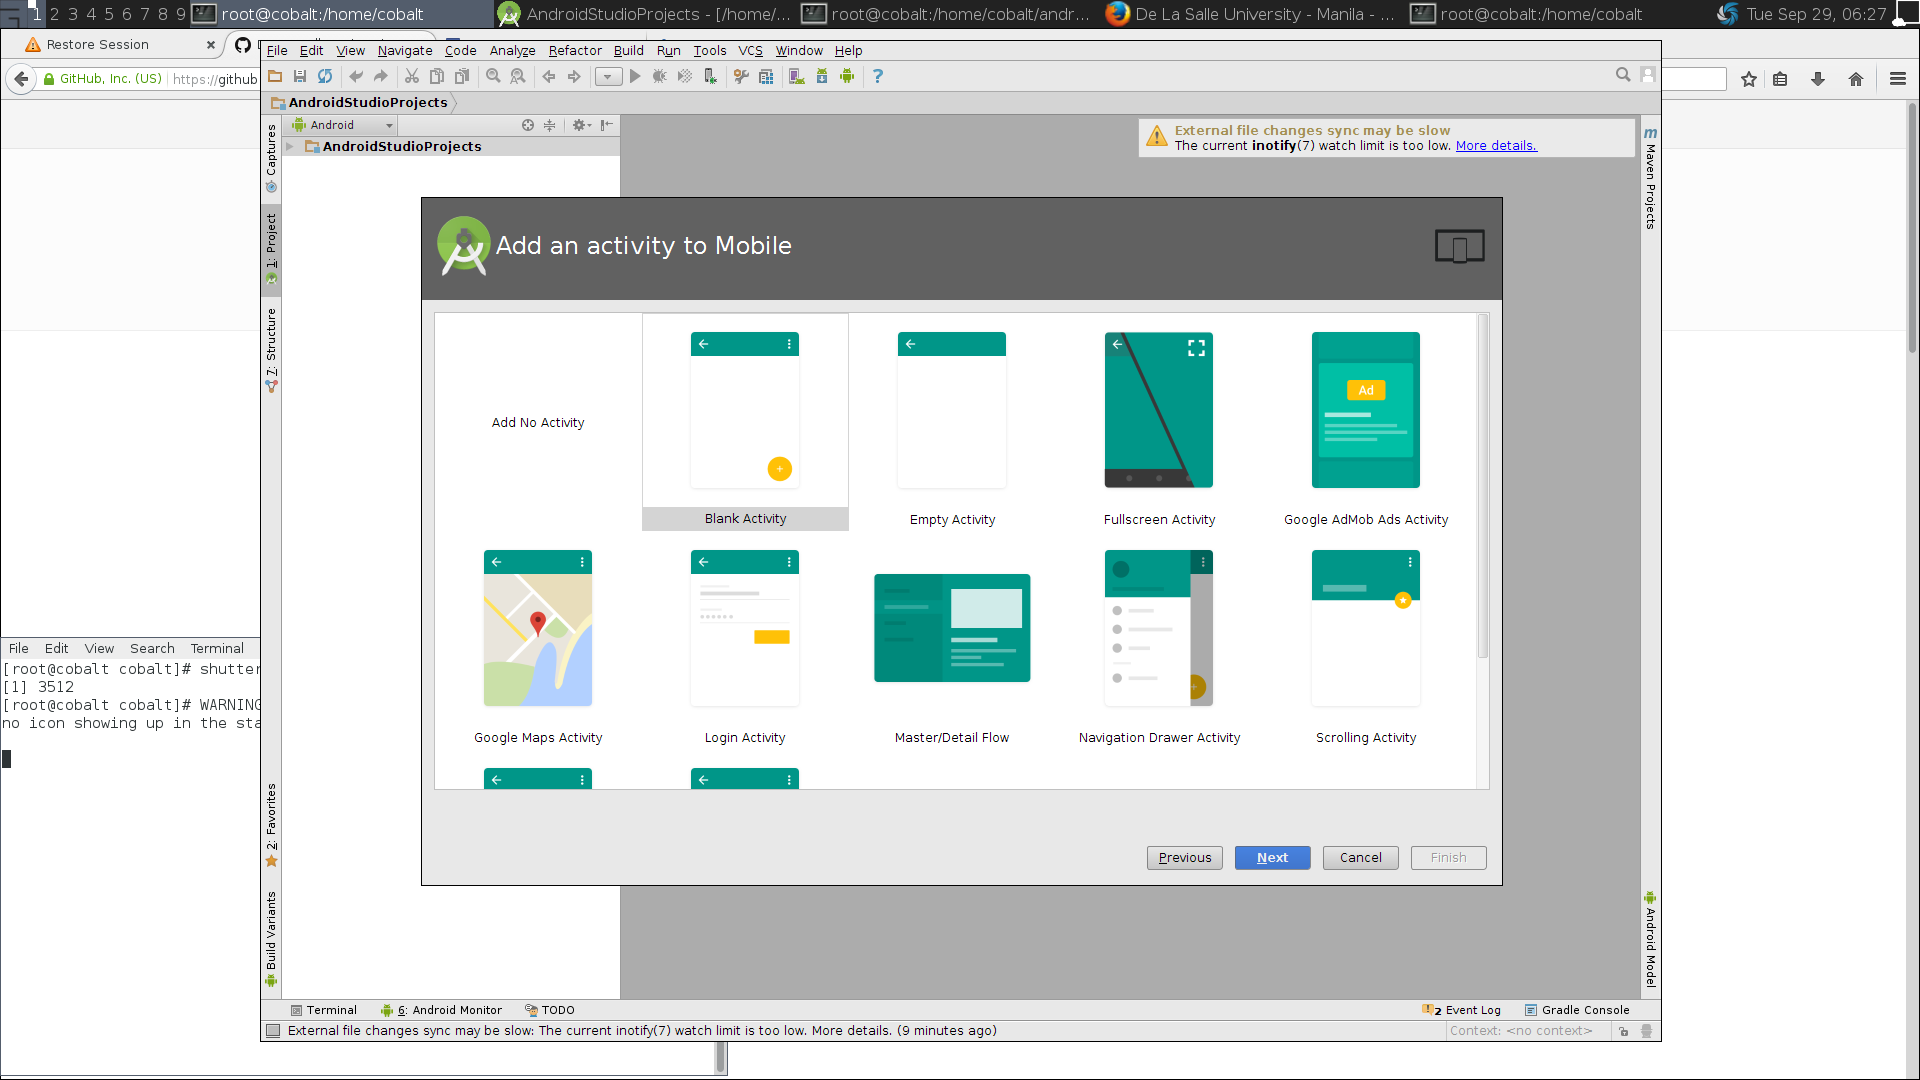 1 2 3 4 5 6 7 8 9 root@cobalt:/home/cobalt AndroidStudioProjects - [/home/... root@cobalt:/home/cobalt/andr... De La Salle University - Manila - ... root@cobalt:/home/cobalt Tue Sep 29, 06:27
Restore Session
GitHub, Inc. (US) https://github
File Edit View Navigate Code Analyze Refactor Build Run Tools VCS Window Help
AndroidStudioProjects
Android
AndroidStudioProjects
External file changes sync may be slow
The current inotify(7) watch limit is too low. More details.
Captures
1: Project
7: Structure
2: Favorites
Build Variants
m Maven Projects
Android Model
Add an activity to Mobile
Add No Activity
Blank Activity
Empty Activity
Fullscreen Activity
Ad
Google AdMob Ads Activity
Google Maps Activity
Login Activity
Master/Detail Flow
Navigation Drawer Activity
Scrolling Activity
Previous Next Cancel Finish
File Edit View Search Terminal
[root@cobalt cobalt]# shutter
[1] 3512
[root@cobalt cobalt]# WARNING
no icon showing up in the sta
Terminal 6: Android Monitor TODO 2 Event Log Gradle Console
External file changes sync may be slow: The current inotify(7) watch limit is too low. More details. (9 minutes ago) Context: <no context>